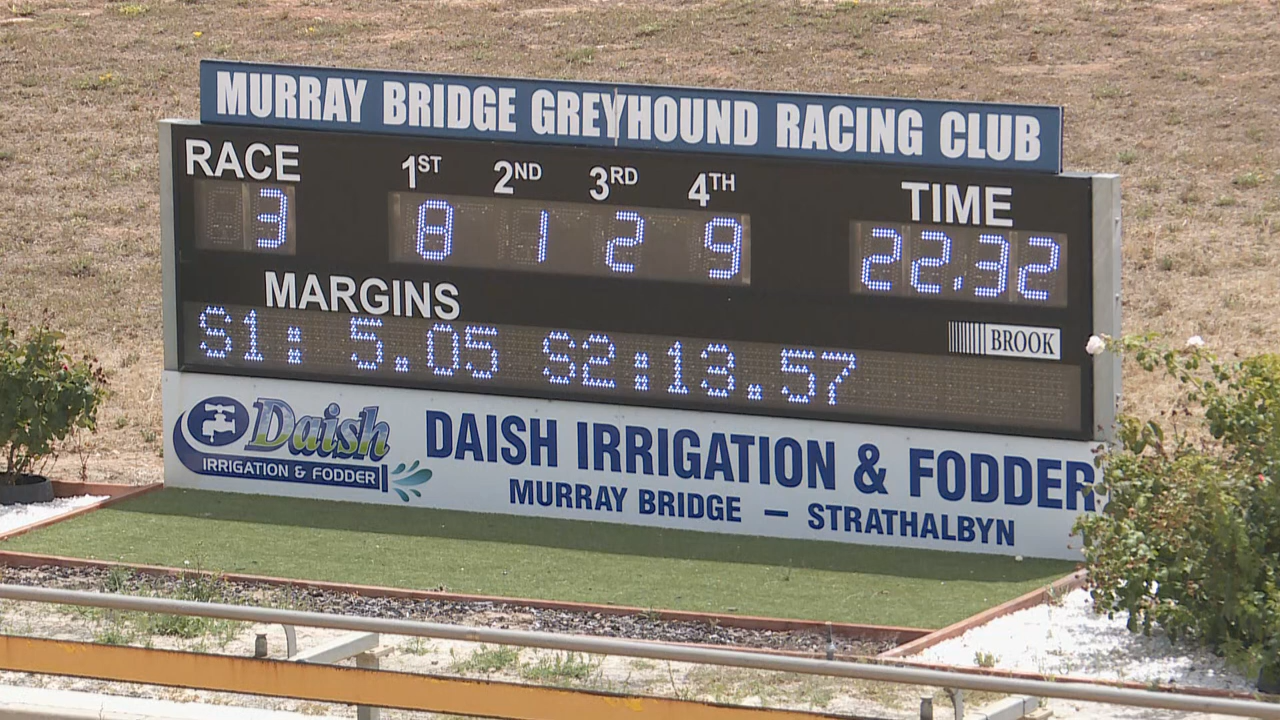 MURRAY BRIDGE GREYHOUND RACING CLUB
RACE 1ST 2ND 3RD 4TH TIME
3 8 1 2 9 22.32
MARGINS
BROOK
S1: 5.05 S2:13.57
Daish
IRRIGATION & FODDER
DAISH IRRIGATION & FODDER
MURRAY BRIDGE – STRATHALBYN